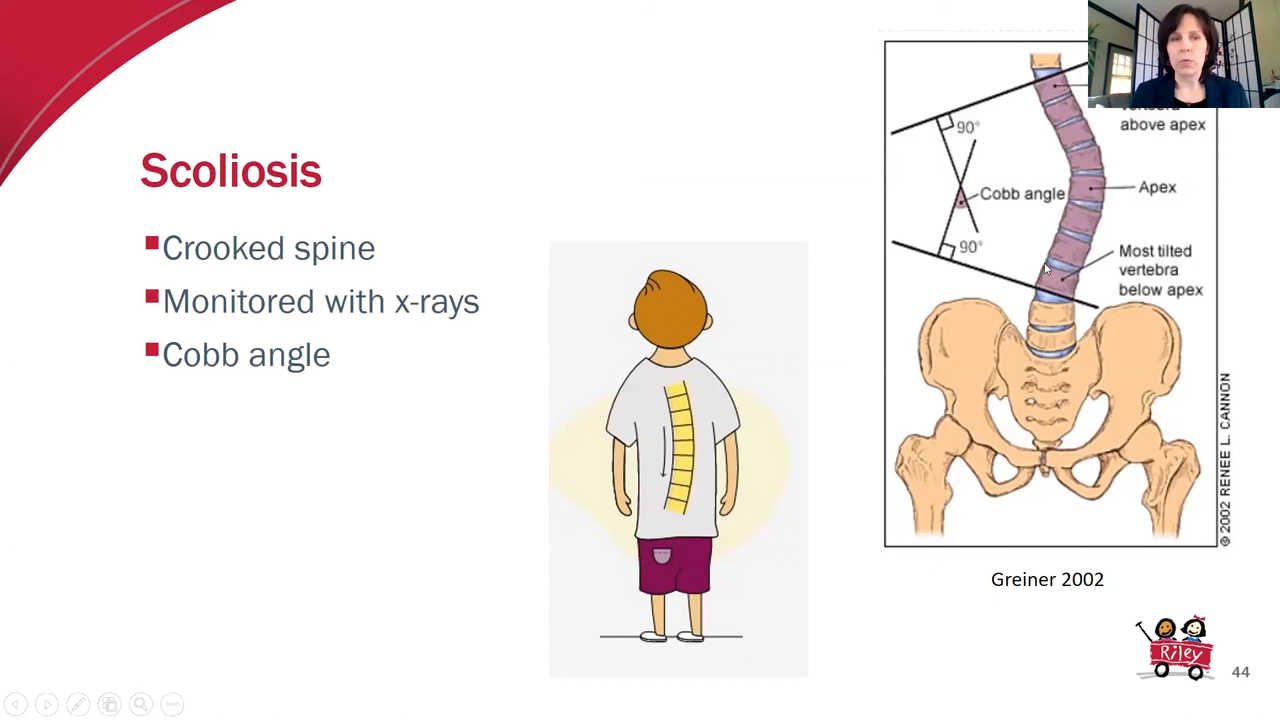 Scoliosis
Crooked spine
Monitored with x-rays
Cobb angle
90°
Cobb angle
90°
above apex
Apex
Most tilted
vertebra
below apex
© 2002 RENEE L. CANNON
Greiner 2002
Riley
44